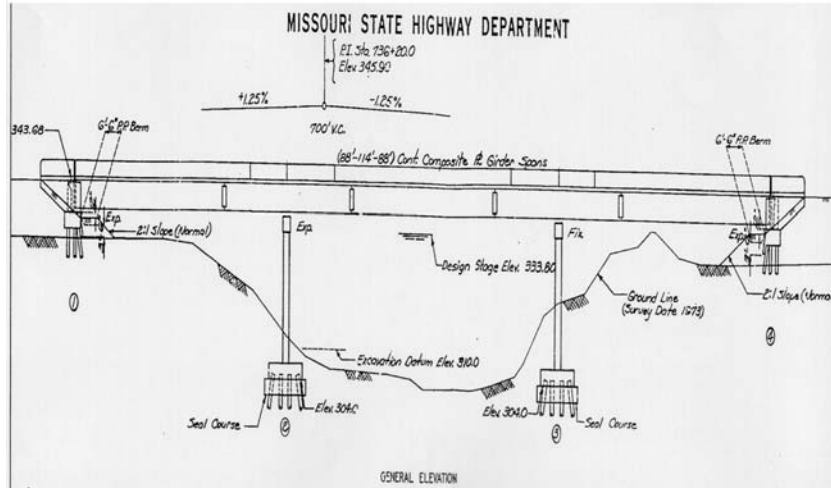 MISSOURI STATE HIGHWAY DEPARTMENT
P.I. Sta. 736+20.0
Elev. 345.90
+1.25%
-1.25%
700' V.C.
343.68
6'-6" P.P. Berm
(88'-114'-88') Cont. Composite Pl. Girder Spans
6'-6" P.P. Berm
Exp.
2:1 Slope (Normal)
Exp.
Design Stage Elev. 333.80
Fix.
Exp.
Ground Line
(Survey Date 1973)
2:1 Slope (Normal
1
4
Excavation Datum Elev. 310.0
Seal Course
Elev. 304.0
2
Elev. 304.0
3
Seal Course
GENERAL ELEVATION